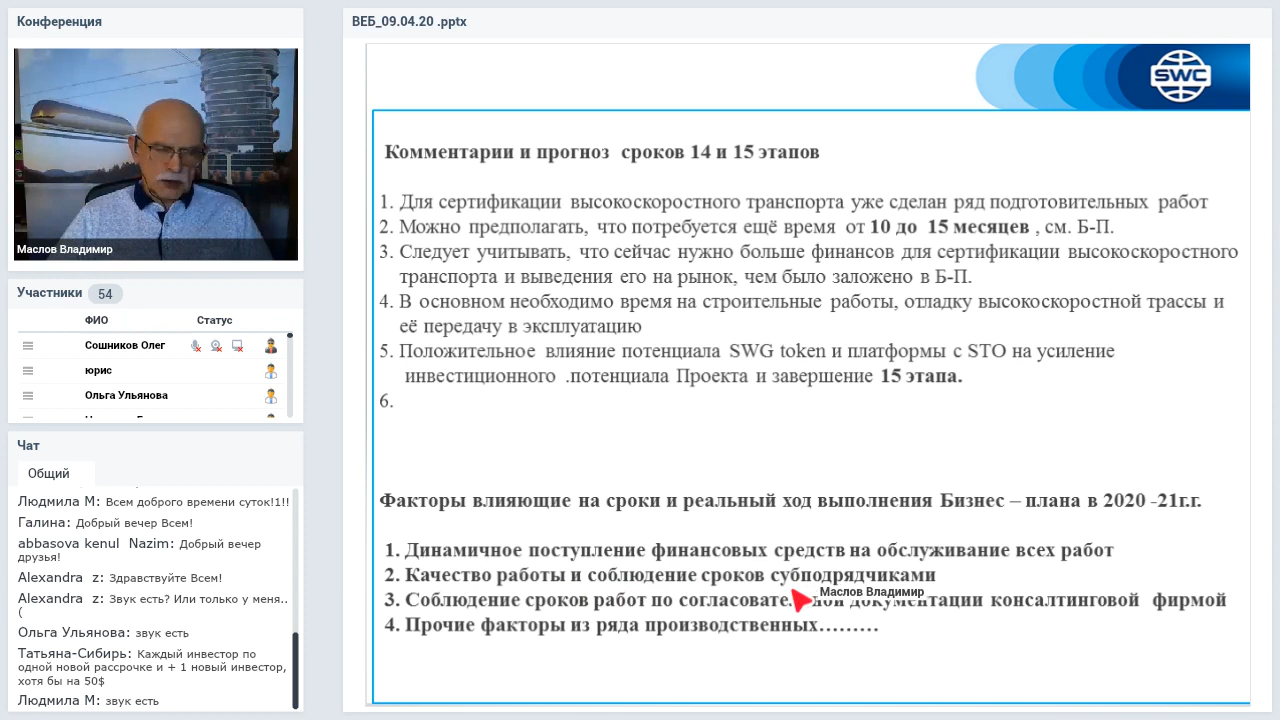 Конференция
Маслов Владимир
Участники 54
ФИО Статус
Сошников Олег
юрис
Ольга Ульянова
Чат
Общий
Людмила М: Всем доброго времени суток!1!!
Галина: Добрый вечер Всем!
abbasova kenul Nazim: Добрый вечер
друзья!
Alexandra z: Здравствуйте Всем!
Alexandra z: Звук есть? Или только у меня..
(
Ольга Ульянова: звук есть
Татьяна-Сибирь: Каждый инвестор по
одной новой рассрочке и + 1 новый инвестор,
хотя бы на 50$
Людмила М: звук есть
ВЕБ_09.04.20 .pptx
SWC
Комментарии и прогноз сроков 14 и 15 этапов
1. Для сертификации высокоскоростного транспорта уже сделан ряд подготовительных работ
2. Можно предполагать, что потребуется ещё время от 10 до 15 месяцев , см. Б-П.
3. Следует учитывать, что сейчас нужно больше финансов для сертификации высокоскоростного
транспорта и выведения его на рынок, чем было заложено в Б-П.
4. В основном необходимо время на строительные работы, отладку высокоскоростной трассы и
её передачу в эксплуатацию
5. Положительное влияние потенциала SWG token и платформы с STO на усиление
инвестиционного .потенциала Проекта и завершение 15 этапа.
6.
Факторы влияющие на сроки и реальный ход выполнения Бизнес – плана в 2020 -21г.г.
1. Динамичное поступление финансовых средств на обслуживание всех работ
2. Качество работы и соблюдение сроков субподрядчиками
Маслов Владимир
3. Соблюдение сроков работ по документации консалтинговой фирмой
4. Прочие факторы из ряда производственных………